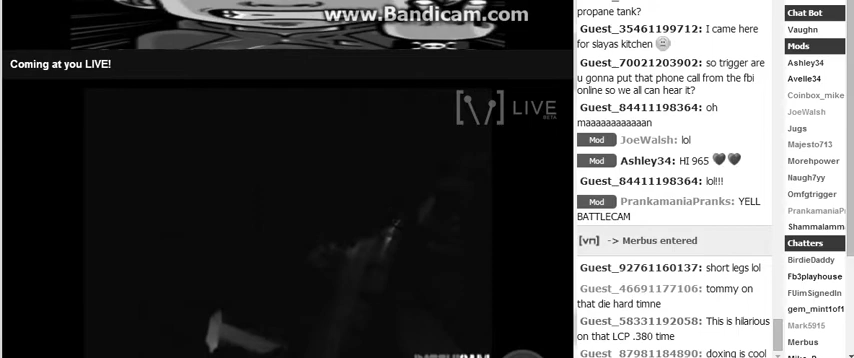 www.Bandicam.com
Coming at you LIVE!
LIVE
BETA
propane tank?
Guest_35461199712: I came here
for slayas kitchen
Guest_70021203902: so trigger are
u gonna put that phone call from the fbi
online so we all can hear it?
Guest_84411198364: oh
maaaaaaaaaaaan
Mod JoeWalsh: lol
Mod Ashley34: HI 965
Guest_84411198364: lol!!!
Mod PrankamaniaPranks: YELL
BATTLECAM
[vn] -> Merbus entered
Guest_92761160137: short legs lol
Guest_46691177106: tommy on
that die hard timne
Guest_58331192058: This is hilarious
on that LCP .380 time
Guest_87981184890: doxing is cool
Chat Bot
Vaughn
Mods
Ashley34
Avelle34
Coinbox_mike
JoeWalsh
Jugs
Majesto713
Morehpower
Naugh7yy
Omfgtrigger
PrankamaniaPra
Shammalamm
Chatters
BirdieDaddy
Fb3playhouse
FUimSignedIn
gem_mint1of1
Mark5915
Merbus